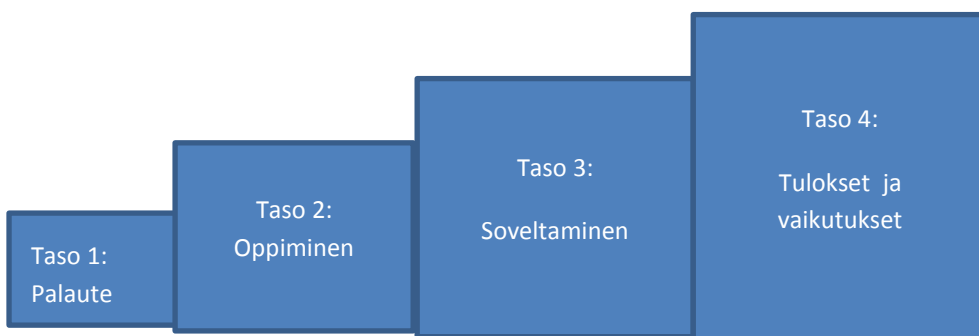 Taso 1:
Palaute
Taso 2:
Oppiminen
Taso 3:
Soveltaminen
Taso 4:
Tulokset ja
vaikutukset